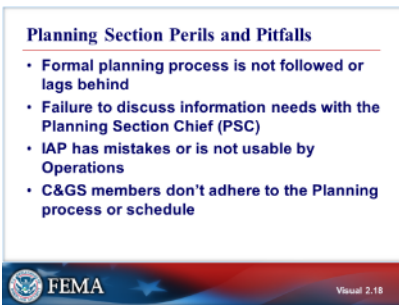 Planning Section Perils and Pitfalls
• Formal planning process is not followed or
lags behind
• Failure to discuss information needs with the
Planning Section Chief (PSC)
• IAP has mistakes or is not usable by
Operations
• C&GS members don't adhere to the Planning
process or schedule
FEMA
Visual 2.18